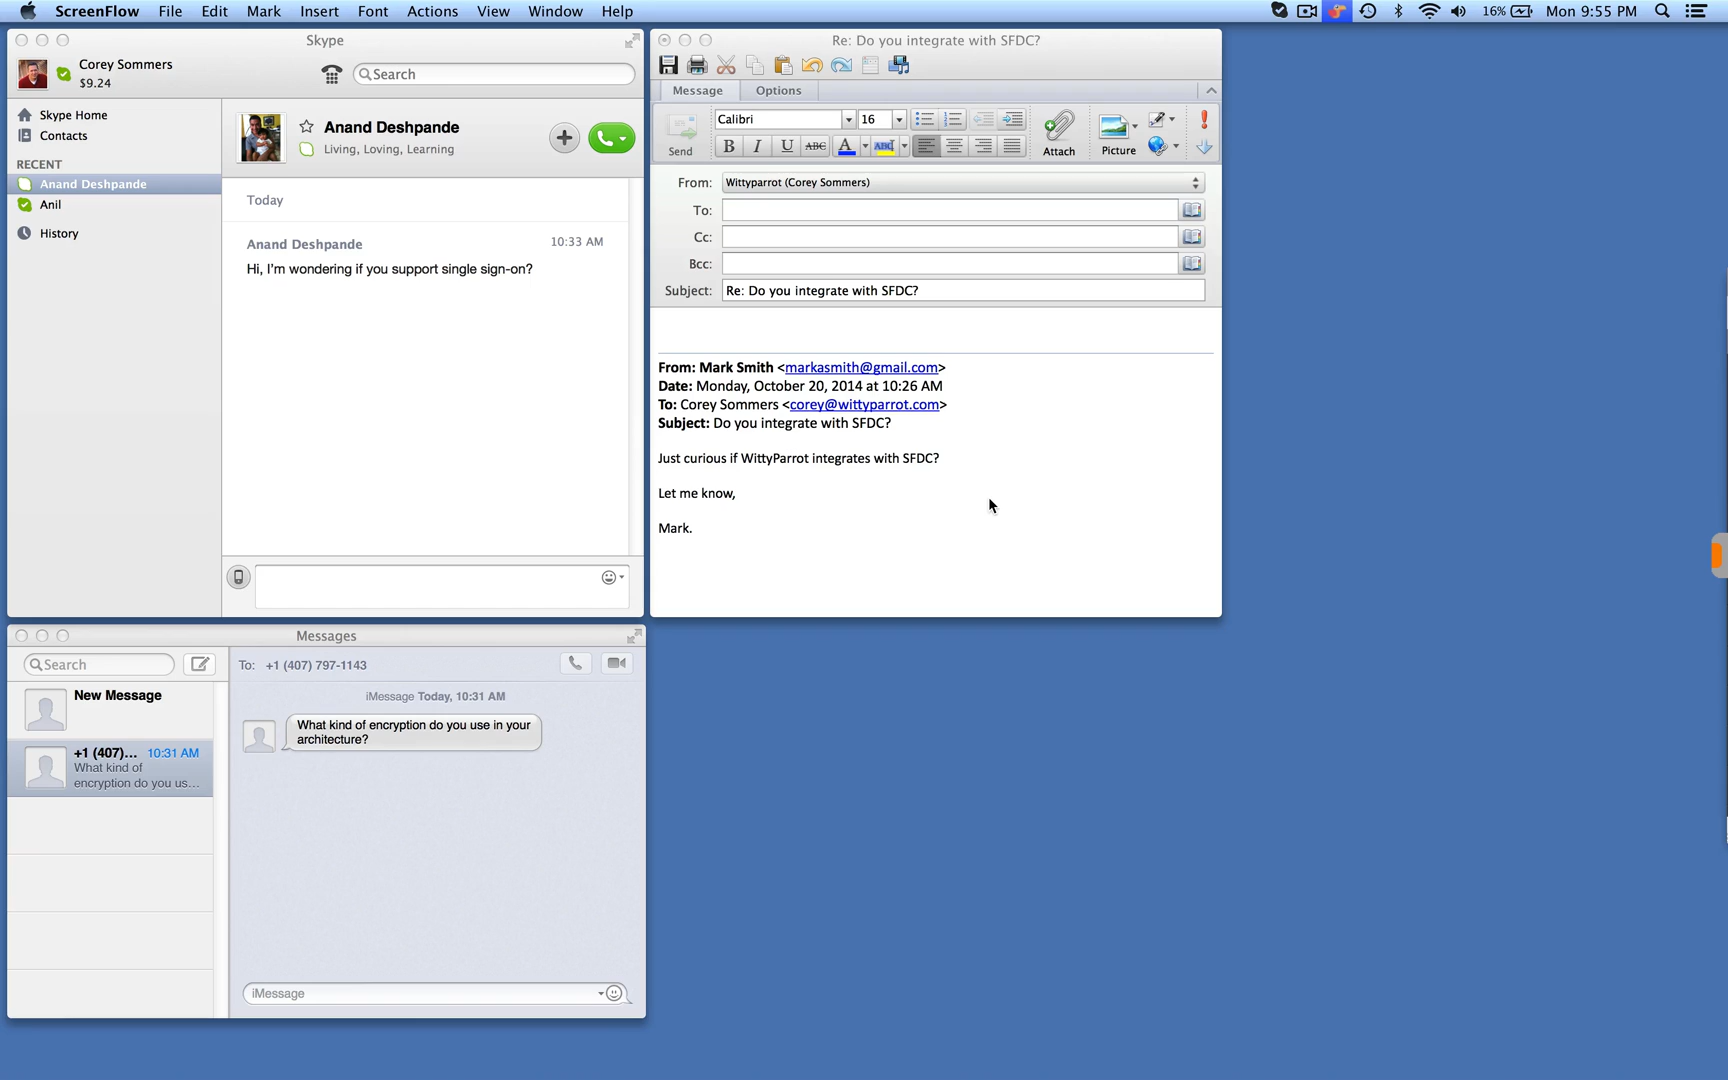 ScreenFlow File Edit Mark Insert Font Actions View Window Help
16% Mon 9:55 PM
Skype
Corey Sommers
$9.24
Search
Skype Home
Contacts
RECENT
Anand Deshpande
Anil
History
Anand Deshpande
Living, Loving, Learning
Today
Anand Deshpande 10:33 AM
Hi, I'm wondering if you support single sign-on?
Re: Do you integrate with SFDC?
Message Options
Send
Calibri 16
B I U ABC A ABC
Attach
Picture
From: Wittyparrot (Corey Sommers)
To:
Cc:
Bcc:
Subject: Re: Do you integrate with SFDC?
From: Mark Smith <markasmith@gmail.com>
Date: Monday, October 20, 2014 at 10:26 AM
To: Corey Sommers <corey@wittyparrot.com>
Subject: Do you integrate with SFDC?
Just curious if WittyParrot integrates with SFDC?
Let me know,
Mark.
Messages
Search
New Message
+1 (407)... 10:31 AM
What kind of
encryption do you us...
To: +1 (407) 797-1143
iMessage Today, 10:31 AM
What kind of encryption do you use in your
architecture?
iMessage